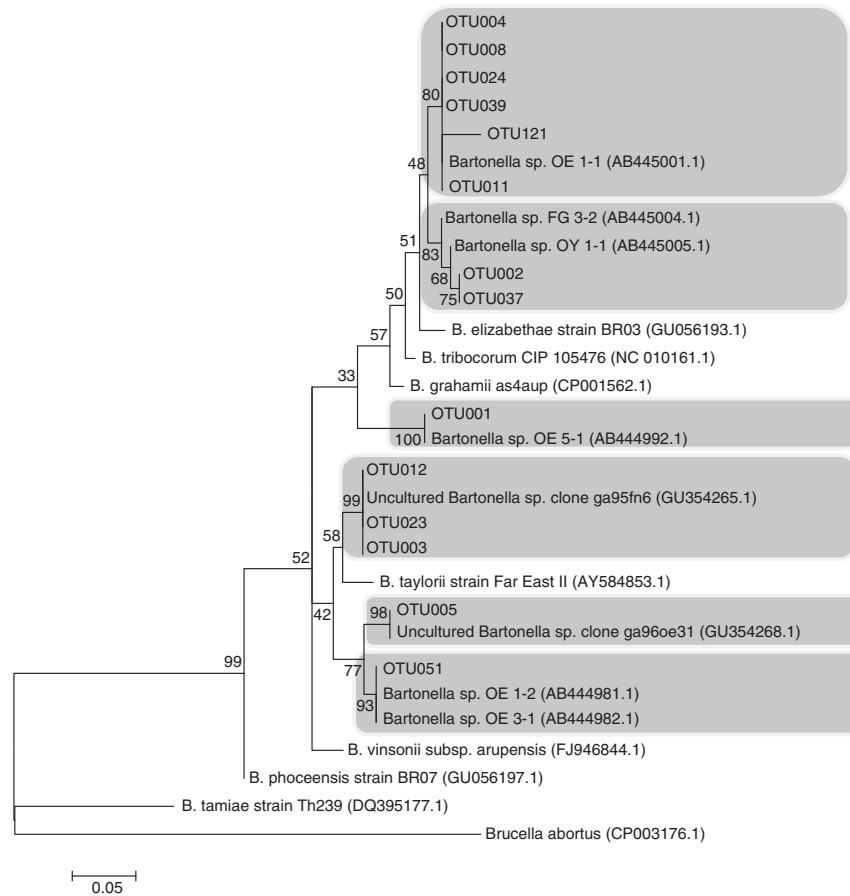 OTU004
OTU008
OTU024
80
OTU039
OTU121
48
Bartonella sp. OE 1-1 (AB445001.1)
OTU011
Bartonella sp. FG 3-2 (AB445004.1)
51
Bartonella sp. OY 1-1 (AB445005.1)
83
68
OTU002
75
OTU037
50
B. elizabethae strain BR03 (GU056193.1)
57
B. tribocorum CIP 105476 (NC 010161.1)
33
B. grahamii as4aup (CP001562.1)
OTU001
100
Bartonella sp. OE 5-1 (AB444992.1)
OTU012
99
Uncultured Bartonella sp. clone ga95fn6 (GU354265.1)
OTU023
58
OTU003
52
B. taylorii strain Far East II (AY584853.1)
98
OTU005
42
Uncultured Bartonella sp. clone ga96oe31 (GU354268.1)
99
77
OTU051
Bartonella sp. OE 1-2 (AB444981.1)
93
Bartonella sp. OE 3-1 (AB444982.1)
B. vinsonii subsp. arupensis (FJ946844.1)
B. phoceensis strain BR07 (GU056197.1)
B. tamiae strain Th239 (DQ395177.1)
Brucella abortus (CP003176.1)
0.05